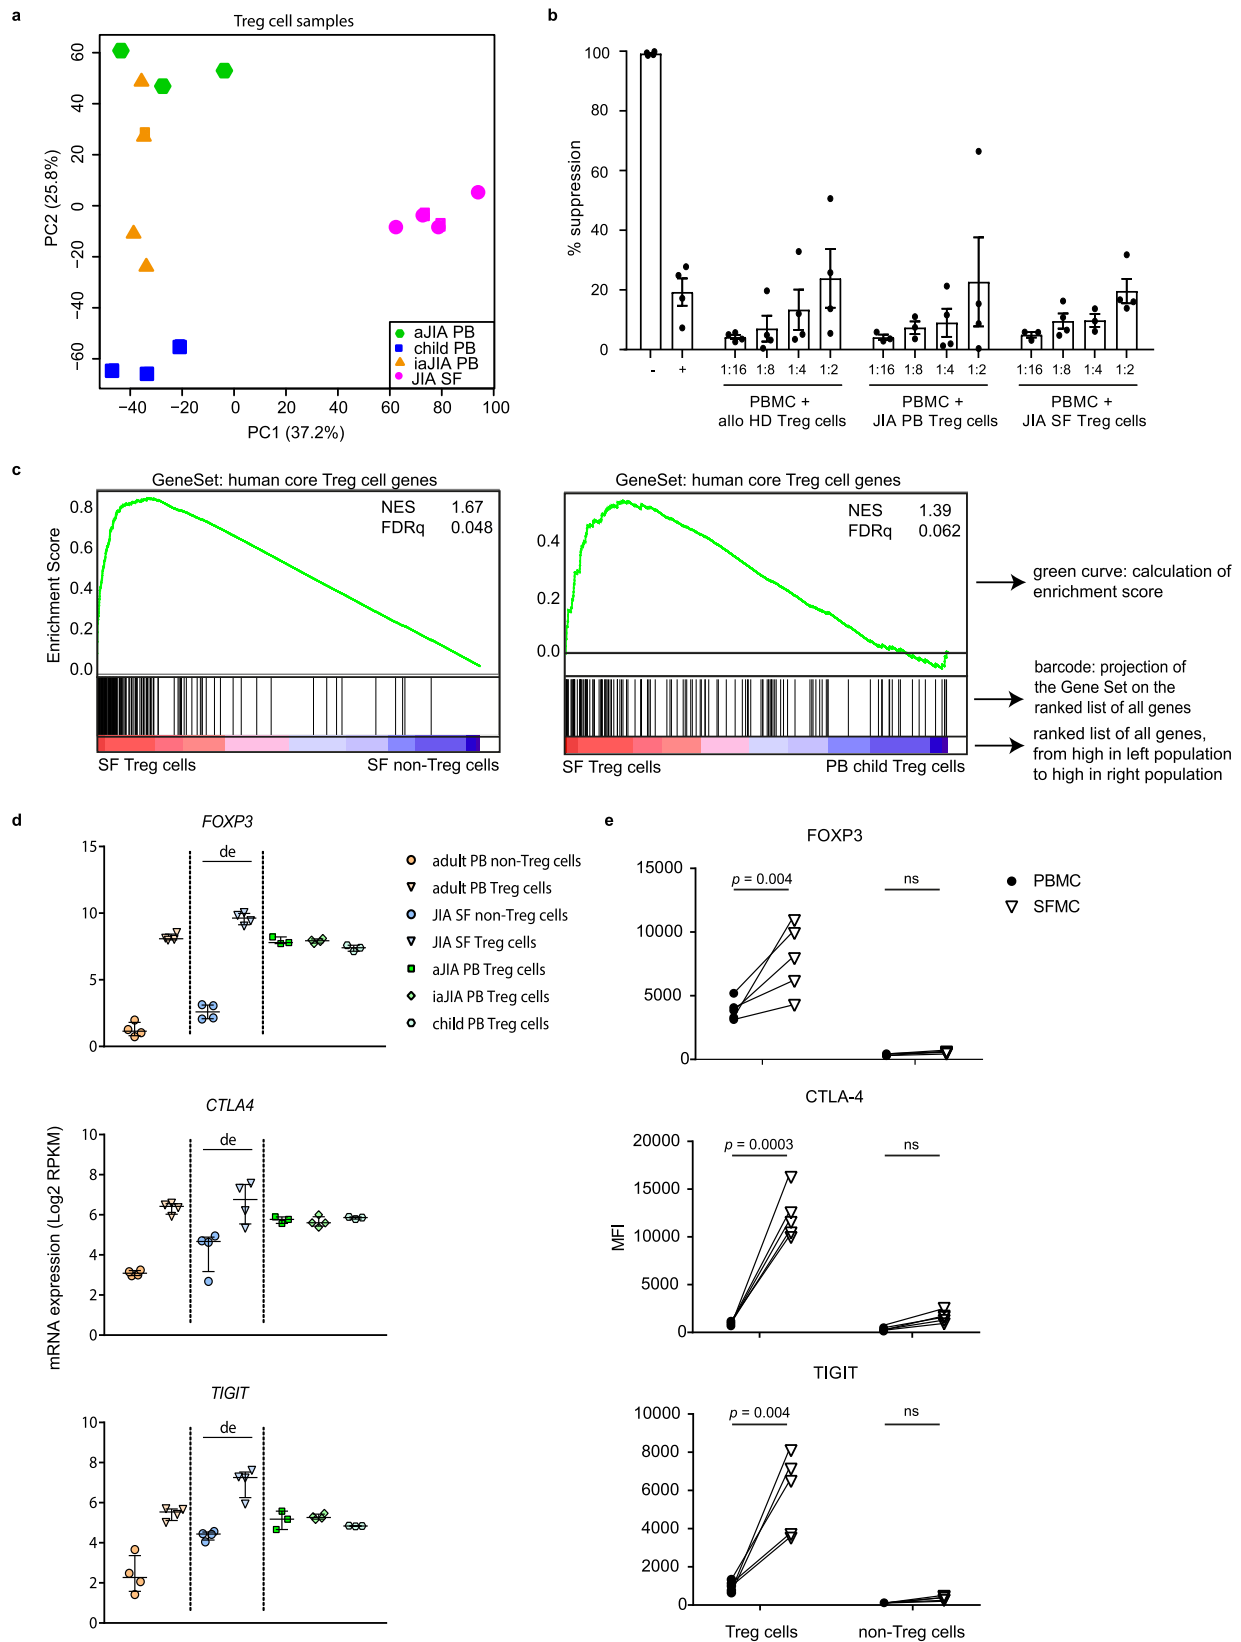 a
Treg cell samples
60
40
20
0
−20
−40
−60
PC2 (25.8%)
−40
−20
0
20
40
60
80
100
PC1 (37.2%)
aJIA PB
child PB
iaJIA PB
JIA SF
b
100
80
60
40
20
0
% suppression
-
+
1:16
1:8
1:4
1:2
1:16
1:8
1:4
1:2
1:16
1:8
1:4
1:2
PBMC +
allo HD Treg cells
PBMC +
JIA PB Treg cells
PBMC +
JIA SF Treg cells
c
GeneSet: human core Treg cell genes
NES 1.67
FDRq 0.048
0.8
0.6
0.4
0.2
0.0
Enrichment Score
SF Treg cells
SF non-Treg cells
GeneSet: human core Treg cell genes
NES 1.39
FDRq 0.062
0.4
0.2
0.0
SF Treg cells
PB child Treg cells
green curve: calculation of
enrichment score
barcode: projection of
the Gene Set on the
ranked list of all genes
ranked list of all genes,
from high in left population
to high in right population
d
FOXP3
15
10
5
0
de
adult PB non-Treg cells
adult PB Treg cells
JIA SF non-Treg cells
JIA SF Treg cells
aJIA PB Treg cells
iaJIA PB Treg cells
child PB Treg cells
CTLA4
10
8
6
4
2
0
de
mRNA expression (Log2 RPKM)
TIGIT
10
8
6
4
2
0
de
e
FOXP3
15000
10000
5000
0
p = 0.004
ns
PBMC
SFMC
CTLA-4
20000
15000
10000
5000
0
MFI
p = 0.0003
ns
TIGIT
10000
8000
6000
4000
2000
0
p = 0.004
ns
Treg cells
non-Treg cells